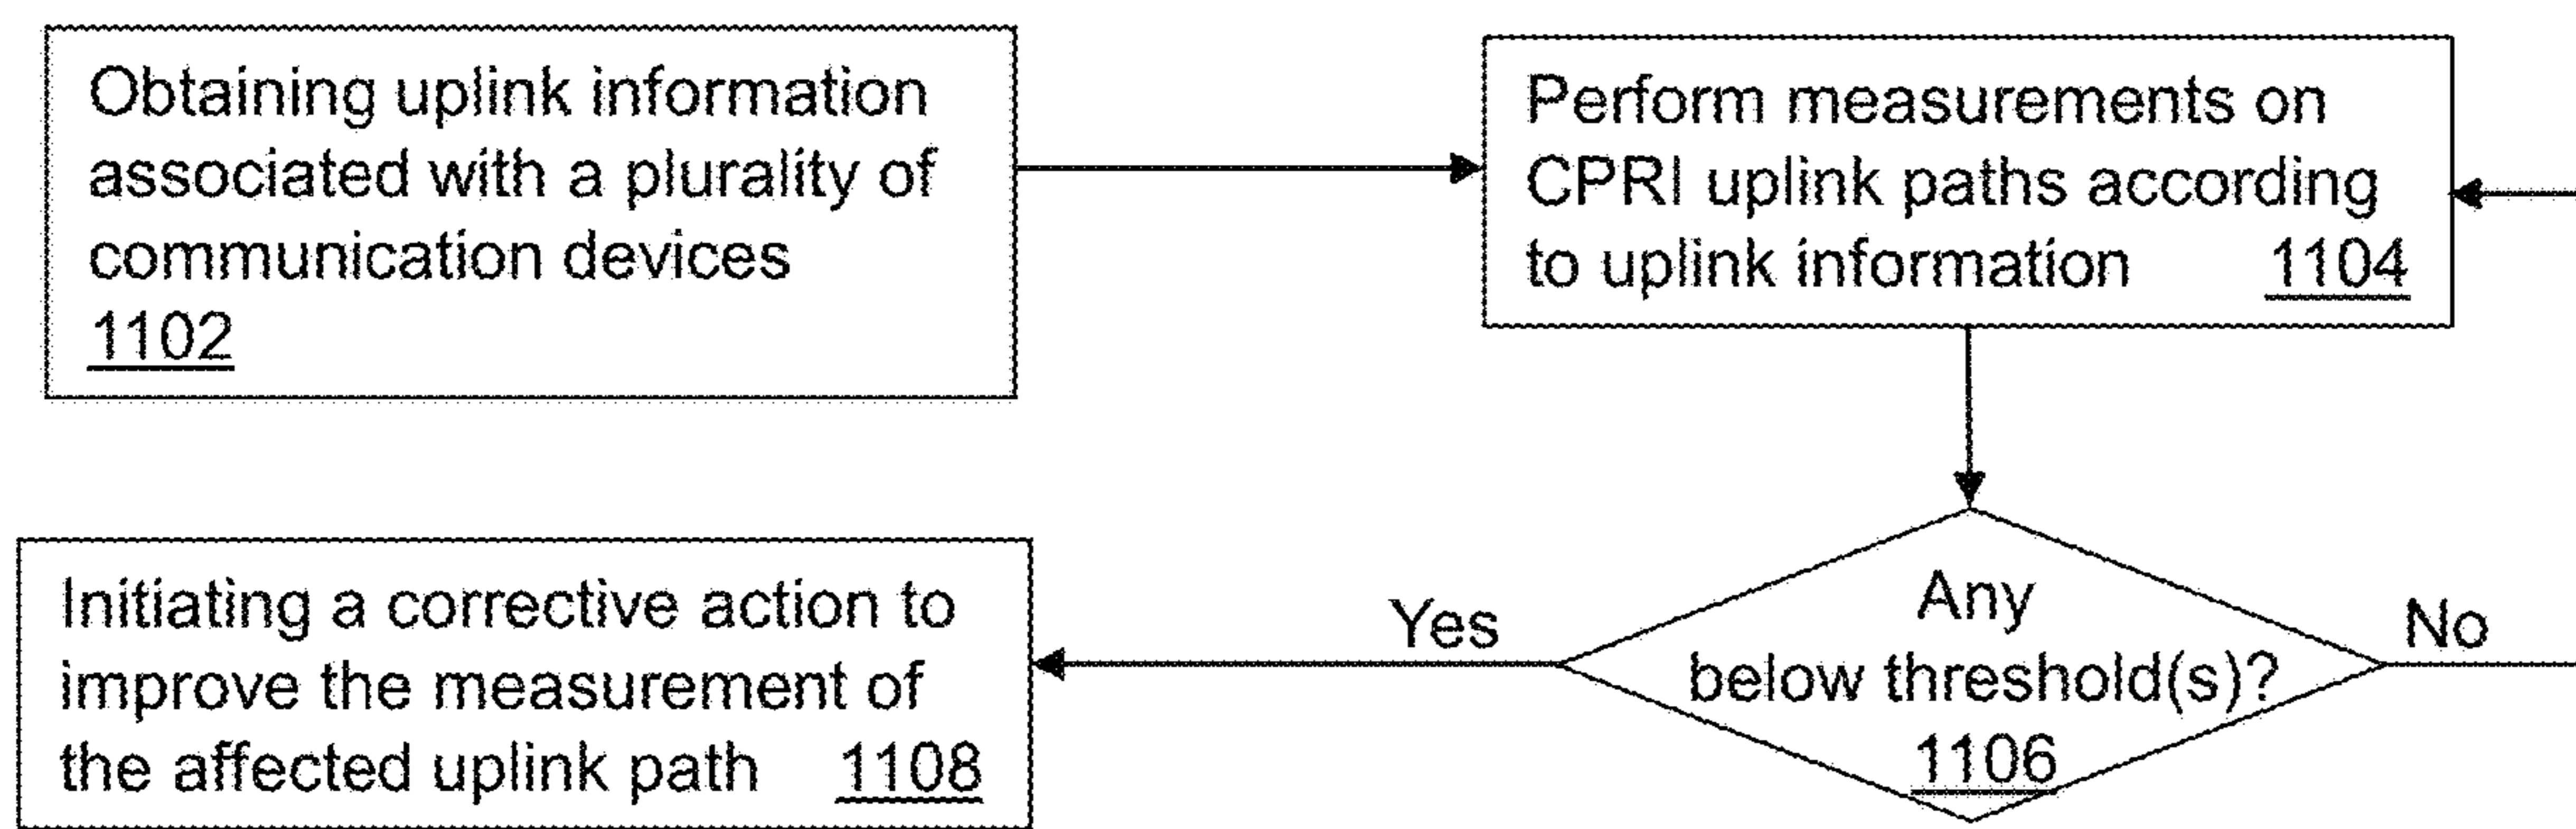 Obtaining uplink information
associated with a plurality of
communication devices
1102
Perform measurements on
CPRI uplink paths according
to uplink information 1104
Any
below threshold(s)?
1106
Yes
No
Initiating a corrective action to
improve the measurement of
the affected uplink path 1108